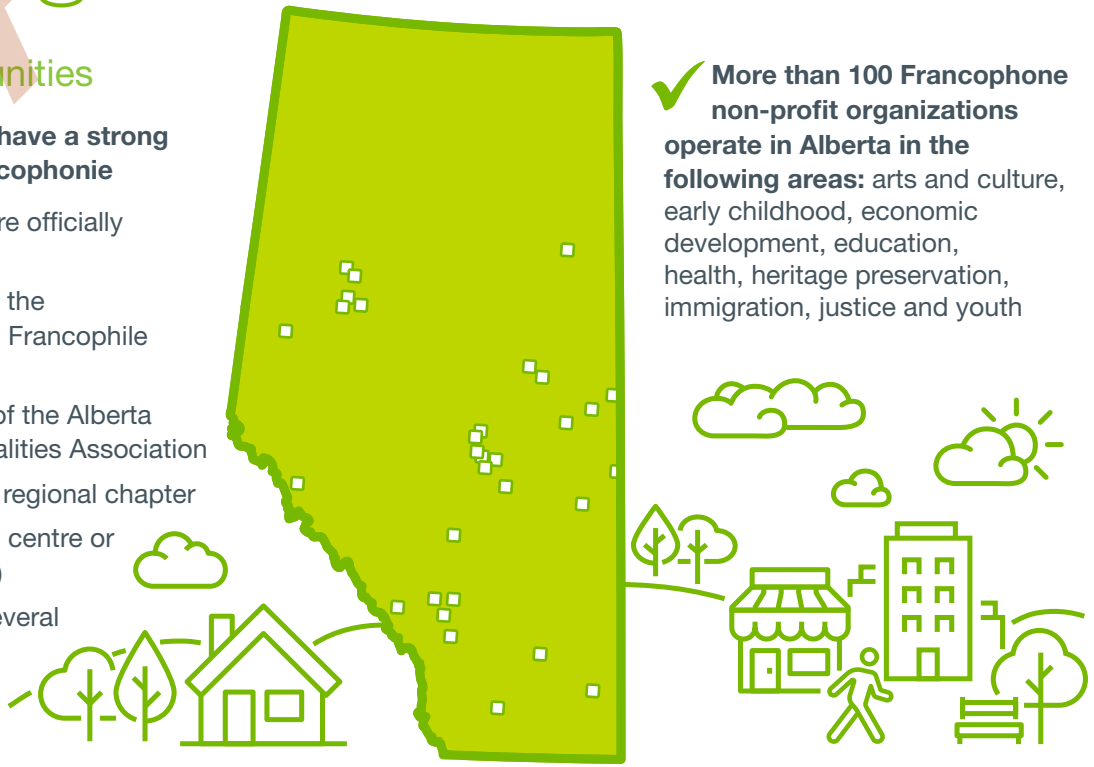 nities
have a strong
cophonie
re officially
the
Francophile
of the Alberta
alities Association
regional chapter
centre or
)
everal
More than 100 Francophone
non-profit organizations
operate in Alberta in the
following areas: arts and culture,
early childhood, economic
development, education,
health, heritage preservation,
immigration, justice and youth